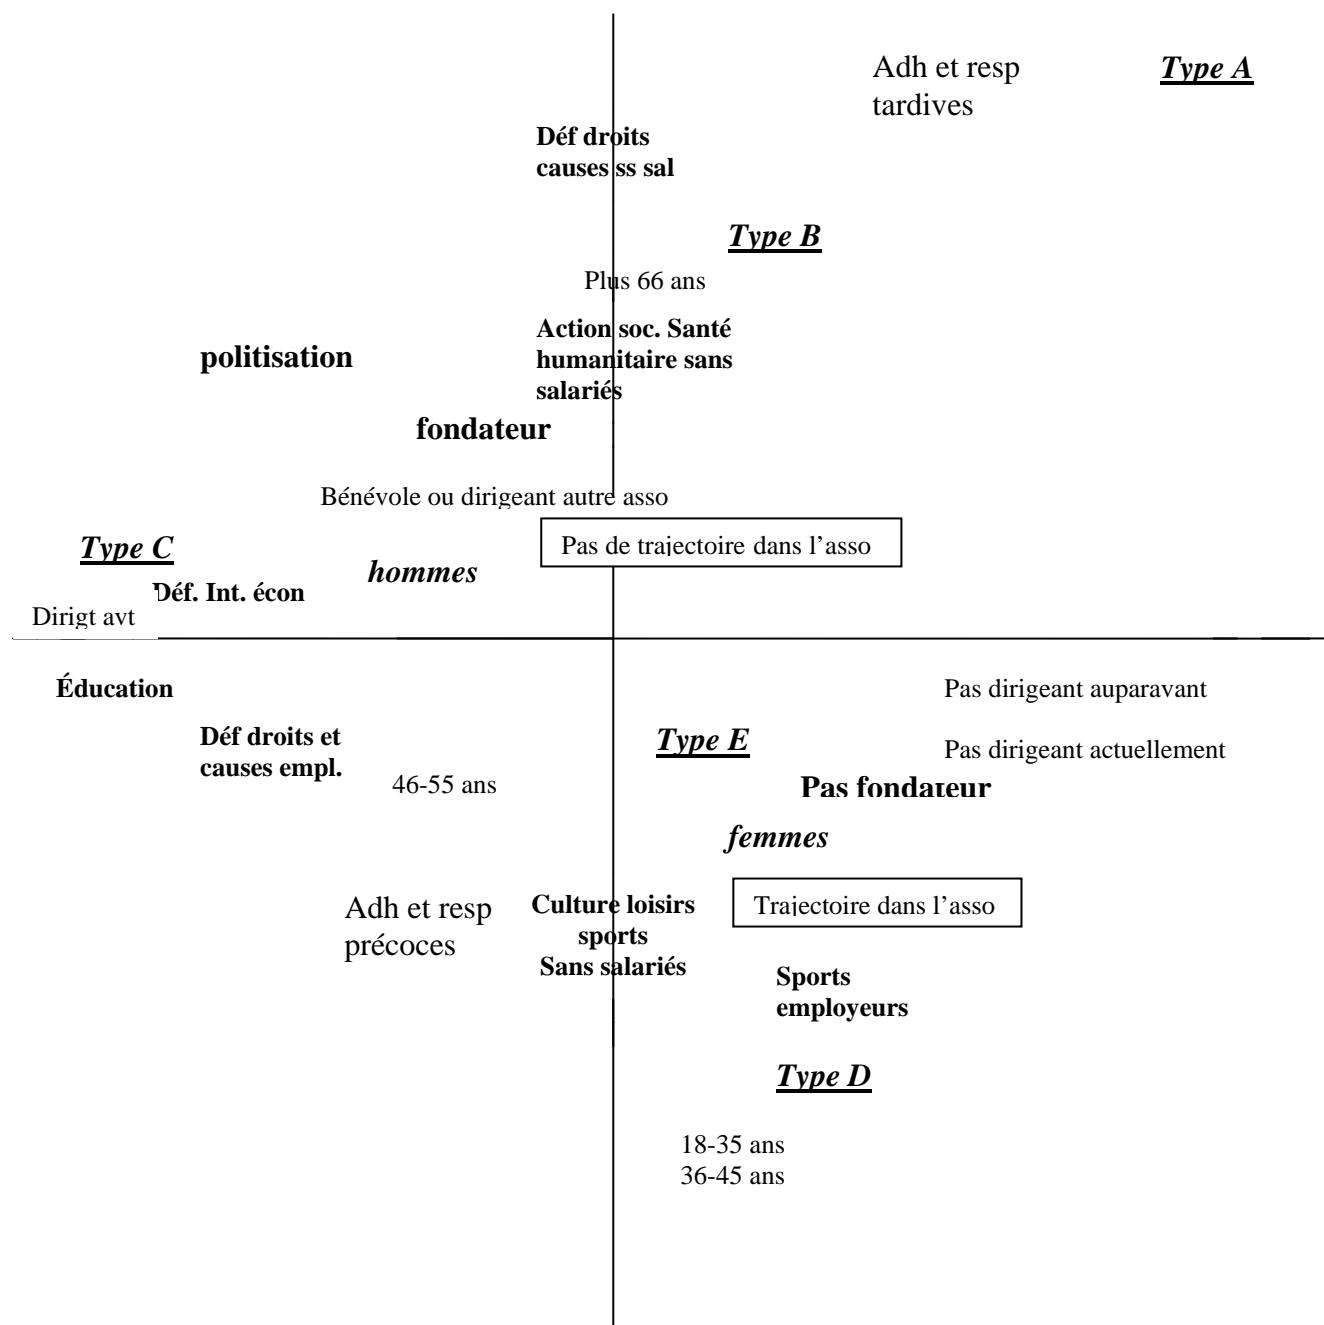 Adh et resp
tardives
Type A
Déf droits
causes ss sal
Type B
Plus 66 ans
Action soc. Santé
humanitaire sans
salariés
politisation
fondateur
Bénévole ou dirigeant autre asso
Pas de trajectoire dans l’asso
Type C
hommes
Déf. Int. écon
Dirigt avt
Éducation
Pas dirigeant auparavant
Déf droits et
causes empl.
Type E
Pas dirigeant actuellement
46-55 ans
Pas fondateur
femmes
Adh et resp
précoces
Culture loisirs
sports
Sans salariés
Trajectoire dans l’asso
Sports
employeurs
Type D
18-35 ans
36-45 ans